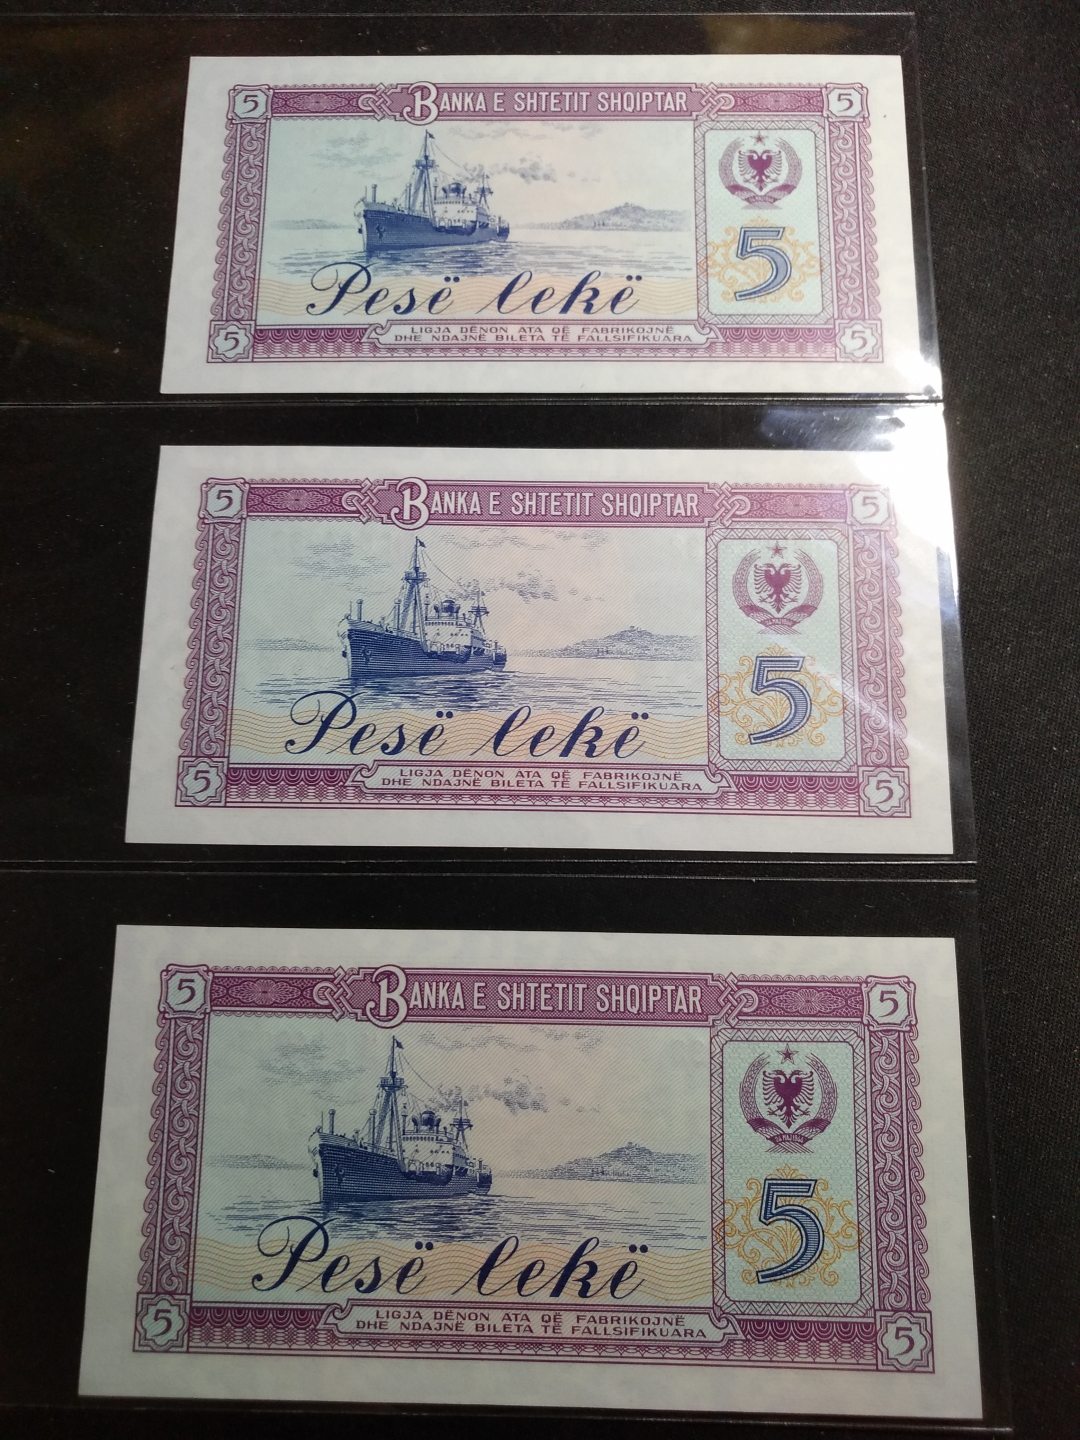 5 BANKA E SHTETIT SHQIPTAR 5
5
Pesë lekë
5 LIGJA DËNON ATA QË FABRIKOJNË 5
DHE NDAJNË BILETA TË FALLSIFIKUARA
5 BANKA E SHTETIT SHQIPTAR 5
5
Pesë lekë
5 LIGJA DËNON ATA QË FABRIKOJNË 5
DHE NDAJNË BILETA TË FALLSIFIKUARA
5 BANKA E SHTETIT SHQIPTAR 5
5
Pesë lekë
5 LIGJA DËNON ATA QË FABRIKOJNË 5
DHE NDAJNË BILETA TË FALLSIFIKUARA